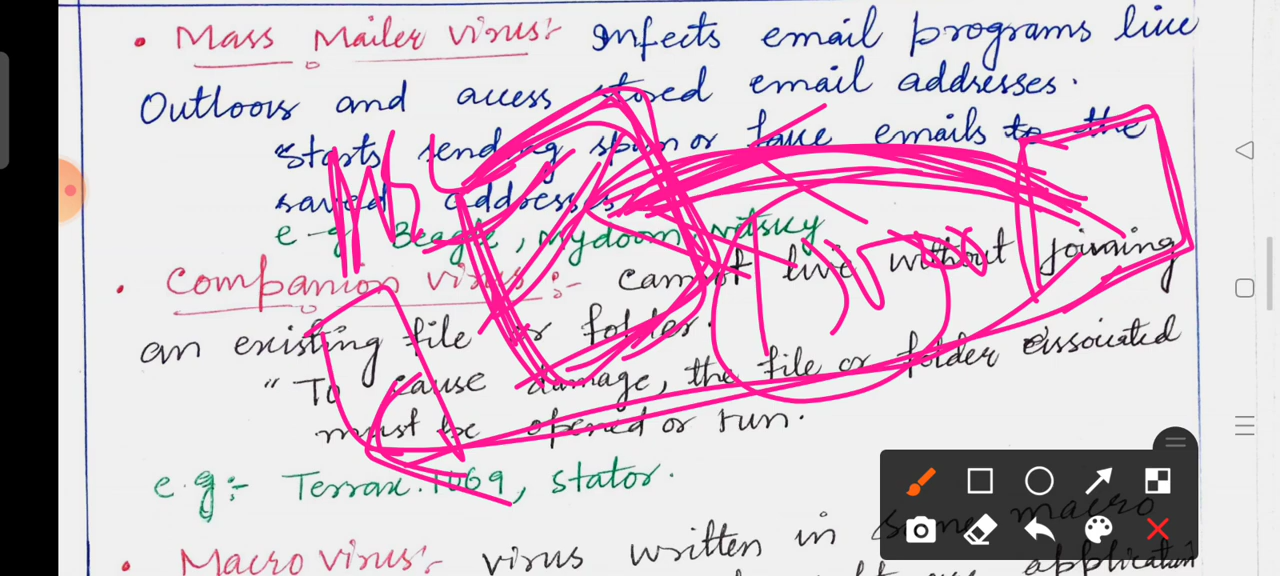 • Mass Mailer virus:- Infects email programs like
Outlook and access stored email addresses.
starts sending spam or fake emails to the
saved addresses
e-g Beagle, Mydoom, Netsky
• Companion virus:- Cannot live without joining
an existing file or folder.
"To cause damage, the file or folder associated
must be opened or run.
e.g:- Terrax.1069, stator.
• Macro virus:- virus written in same macro
application